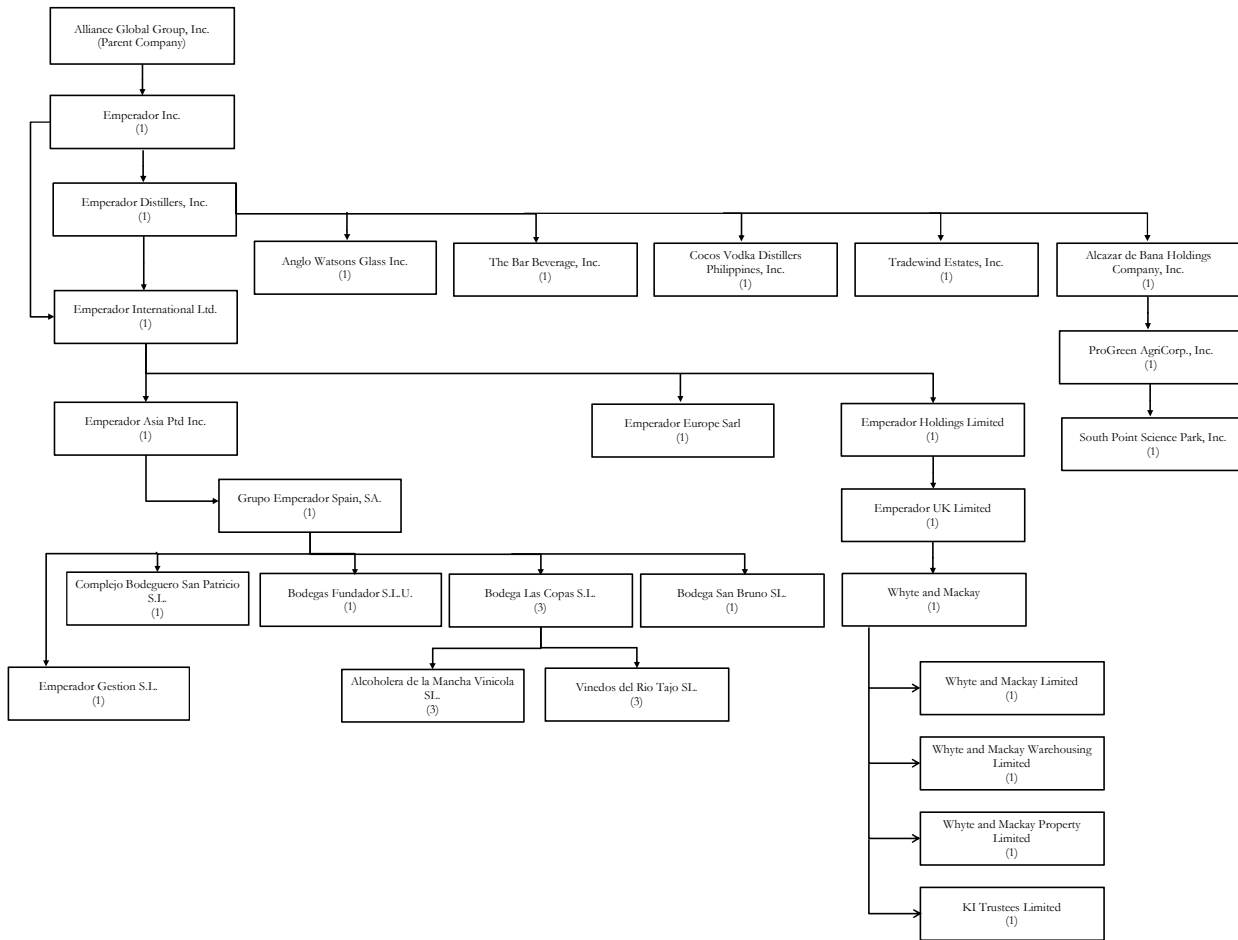 Alliance Global Group, Inc.
(Parent Company)
Emperador Inc.
(1)
Emperador Distillers, Inc.
(1)
Anglo Watsons Glass Inc.
(1)
The Bar Beverage, Inc.
(1)
Cocos Vodka Distillers
Philippines, Inc.
(1)
Tradewind Estates, Inc.
(1)
Alcazar de Bana Holdings
Company, Inc.
(1)
Emperador International Ltd.
(1)
ProGreen AgriCorp., Inc.
(1)
Emperador Asia Ptd Inc.
(1)
Emperador Europe Sarl
(1)
Emperador Holdings Limited
(1)
South Point Science Park, Inc.
(1)
Grupo Emperador Spain, SA.
(1)
Emperador UK Limited
(1)
Complejo Bodeguero San Patricio
S.L.
(1)
Bodegas Fundador S.L.U.
(1)
Bodega Las Copas S.L.
(3)
Bodega San Bruno SL.
(1)
Whyte and Mackay
(1)
Emperador Gestion S.L.
(1)
Alcoholera de la Mancha Vinicola
SL.
(3)
Vinedos del Rio Tajo SL.
(3)
Whyte and Mackay Limited
(1)
Whyte and Mackay Warehousing
Limited
(1)
Whyte and Mackay Property
Limited
(1)
KI Trustees Limited
(1)